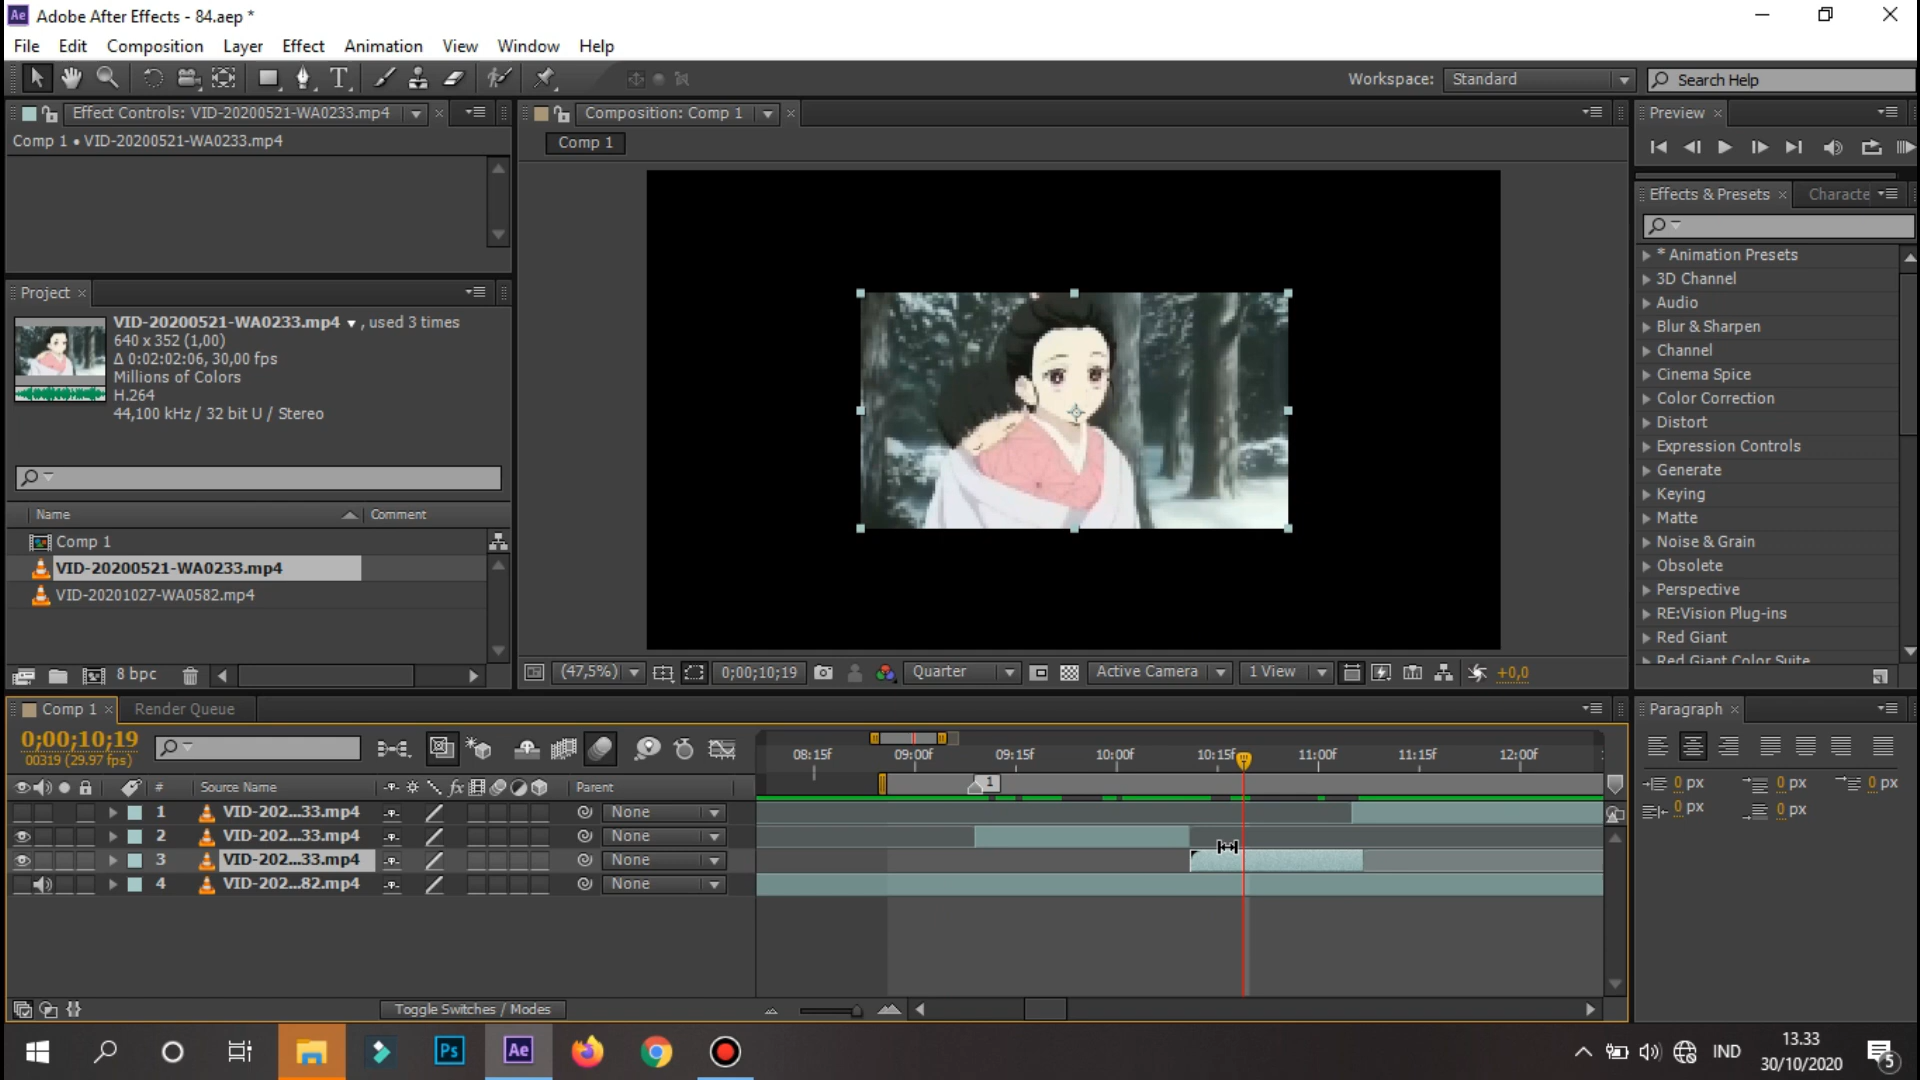 Ae Adobe After Effects - 84.aep *
File Edit Composition Layer Effect Animation View Window Help
T Workspace: Standard Search Help
Effect Controls: VID-20200521-WA0233.mp4 × Composition: Comp 1 × Preview ×
Comp 1 • VID-20200521-WA0233.mp4
Comp 1
Effects & Presets × Characte
* Animation Presets
3D Channel
Audio
Blur & Sharpen
Channel
Cinema Spice
Color Correction
Distort
Expression Controls
Generate
Keying
Matte
Noise & Grain
Obsolete
Perspective
RE:Vision Plug-ins
Red Giant
Red Giant Color Suite
Project ×
VID-20200521-WA0233.mp4 ▼ , used 3 times
640 x 352 (1,00)
Δ 0:02:02:06, 30,00 fps
Millions of Colors
H.264
44,100 kHz / 32 bit U / Stereo
Name Comment
Comp 1
VID-20200521-WA0233.mp4
VID-20201027-WA0582.mp4
8 bpc
(47,5%) 0;00;10;19 Quarter Active Camera 1 View +0,0
Comp 1 × Render Queue
0;00;10;19
00319 (29.97 fps)
08:15f 09:00f 09:15f 10:00f 10:15f 11:00f 11:15f 12:00f
1
# Source Name fx Parent
1 VID-202...33.mp4 None
2 VID-202...33.mp4 None
3 VID-202...33.mp4 None
4 VID-202...82.mp4 None
Toggle Switches / Modes
Paragraph ×
0 px 0 px 0 px
0 px 0 px
Ps Ae IND 13.33
30/10/2020
5